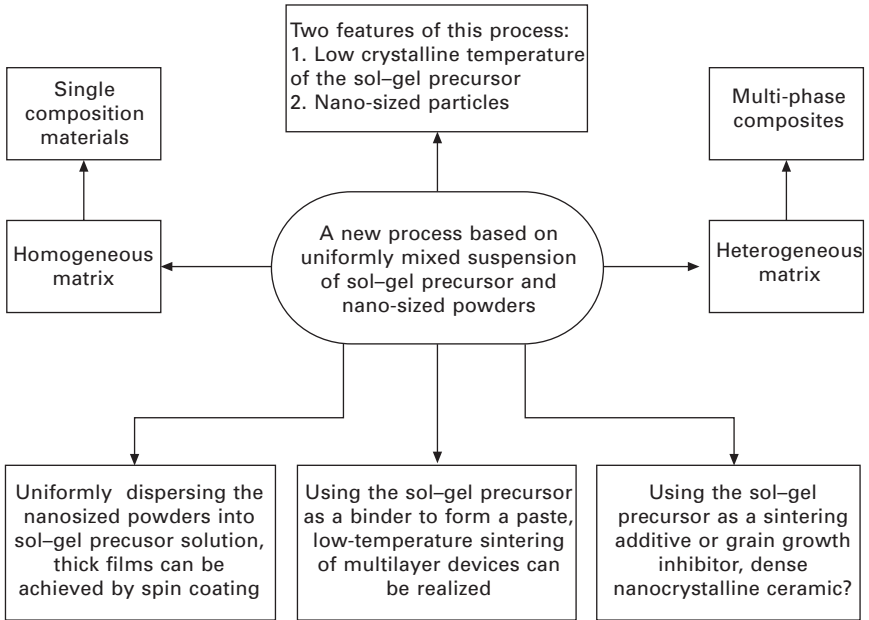 Two features of this process:
1. Low crystalline temperature
of the sol–gel precursor
2. Nano-sized particles
Single
composition
materials
Multi-phase
composites
Homogeneous
matrix
A new process based on
uniformly mixed suspension
of sol–gel precursor and
nano-sized powders
Heterogeneous
matrix
Uniformly dispersing the
nanosized powders into
sol–gel precusor solution,
thick films can be
achieved by spin coating
Using the sol–gel precursor
as a binder to form a paste,
low-temperature sintering
of multilayer devices can
be realized
Using the sol–gel
precursor as a sintering
additive or grain growth
inhibitor, dense
nanocrystalline ceramic?